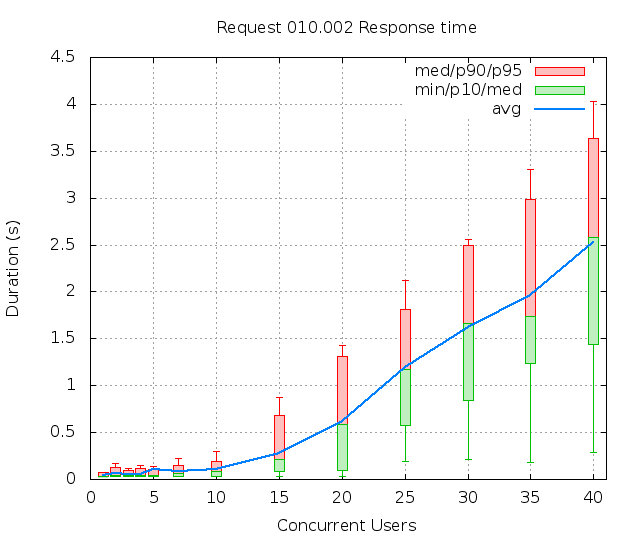 Request 010.002 Response time
4.5
4
3.5
3
2.5
2
1.5
1
0.5
0
Duration (s)
med/p90/p95
min/p10/med
avg
0 5 10 15 20 25 30 35 40
Concurrent Users